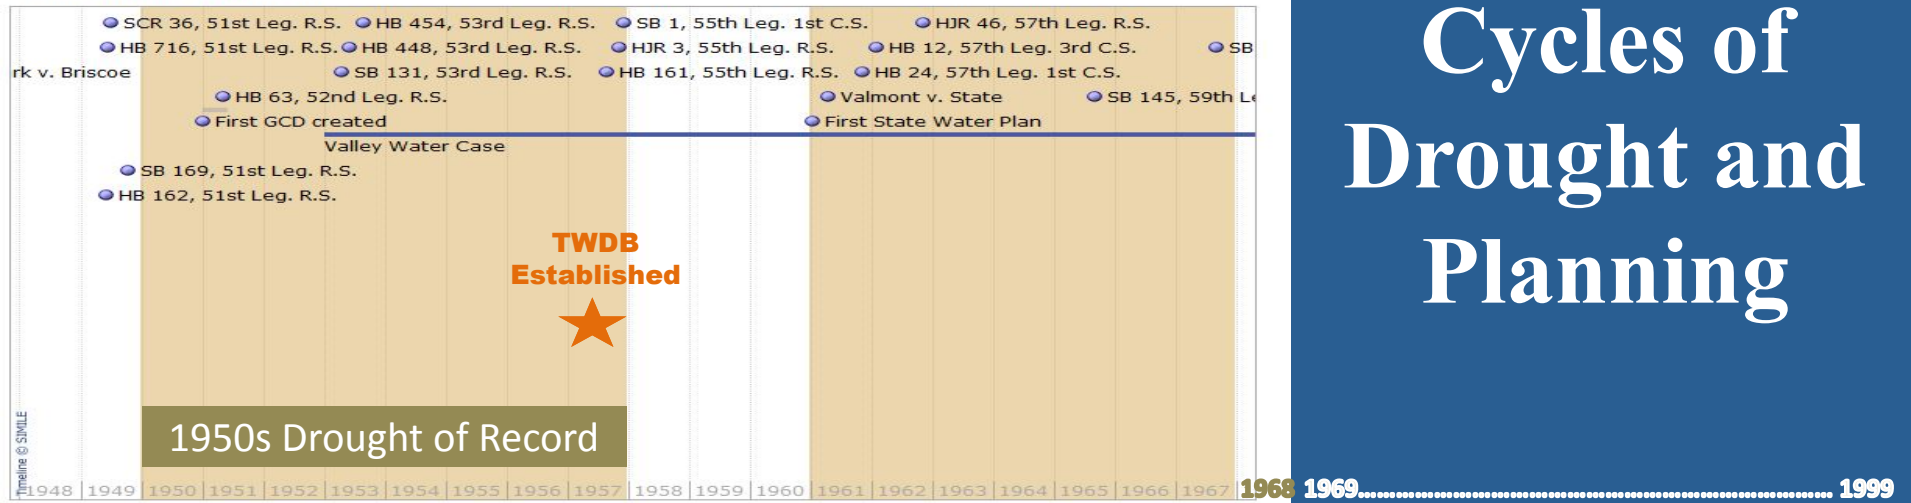 SCR 36, 51st Leg. R.S. HB 454, 53rd Leg. R.S. SB 1, 55th Leg. 1st C.S. HJR 46, 57th Leg. R.S.
HB 716, 51st Leg. R.S. HB 448, 53rd Leg. R.S. HJR 3, 55th Leg. R.S. HB 12, 57th Leg. 3rd C.S. SB
rk v. Briscoe SB 131, 53rd Leg. R.S. HB 161, 55th Leg. R.S. HB 24, 57th Leg. 1st C.S.
HB 63, 52nd Leg. R.S. Valmont v. State SB 145, 59th Le
First GCD created First State Water Plan
Valley Water Case
SB 169, 51st Leg. R.S.
HB 162, 51st Leg. R.S.
TWDB
Established
1950s Drought of Record
Timeline © SIMILE
1948 1949 1950 1951 1952 1953 1954 1955 1956 1957 1958 1959 1960 1961 1962 1963 1964 1965 1966 1967 1968 1969 1999
Cycles of
Drought and
Planning